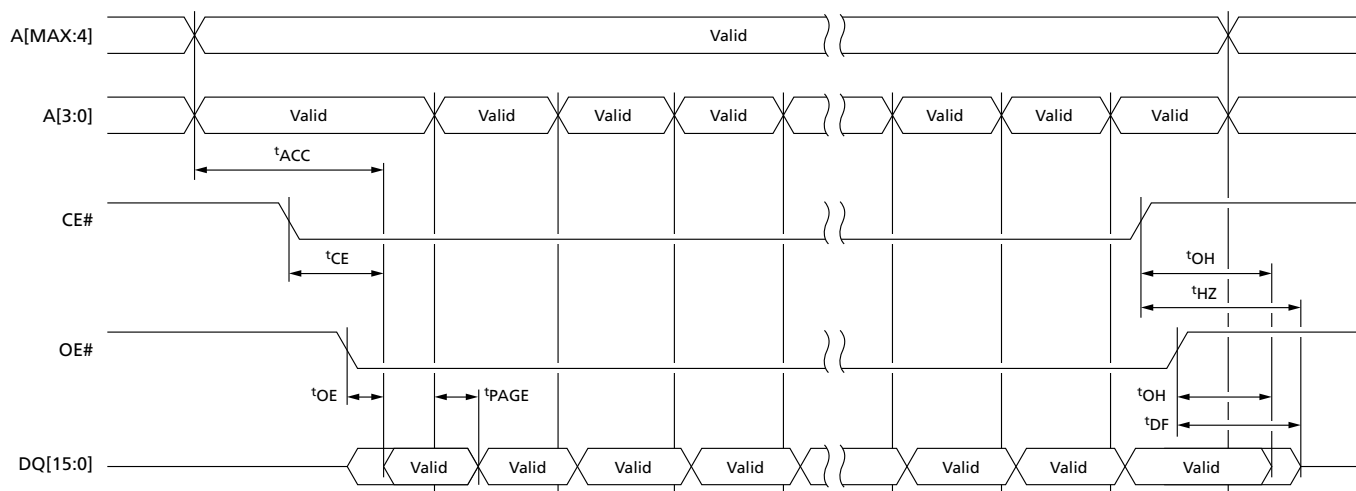 A[MAX:4] Valid
A[3:0] Valid Valid Valid Valid Valid Valid Valid
tACC
CE#
tCE tOH
tHZ
OE#
tOE tPAGE tOH
tDF
DQ[15:0] Valid Valid Valid Valid Valid Valid Valid